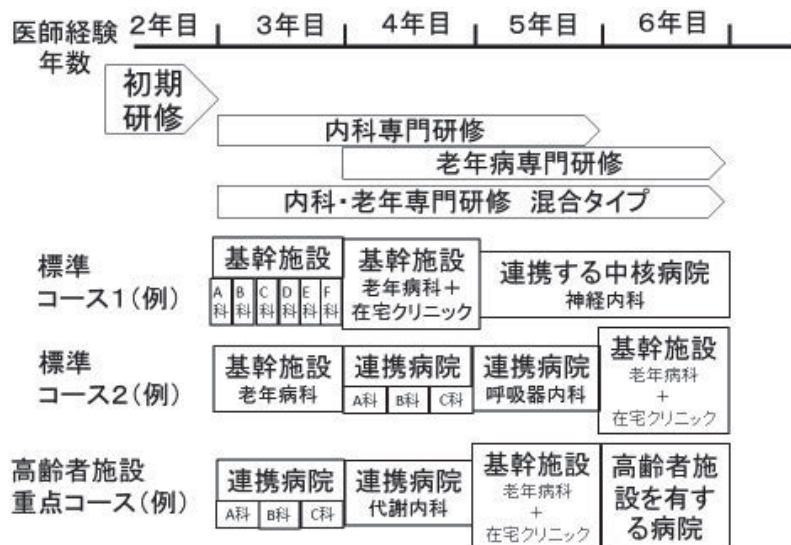 医師経験 2年目 3年目 4年目 5年目 6年目
年数
初期
研修
内科専門研修
老年病専門研修
内科・老年専門研修 混合タイプ
標準
コース1(例)
基幹施設
A科 B科 C科 D科 E科 F科
基幹施設
老年病科+
在宅クリニック
連携する中核病院
神経内科
標準
コース2(例)
基幹施設
老年病科
連携病院
A科 B科 C科
連携病院
呼吸器内科
基幹施設
老年病科
+
在宅クリニック
高齢者施設
重点コース(例)
連携病院
A科 B科 C科
連携病院
代謝内科
基幹施設
老年病科
+
在宅クリニック
高齢者施
設を有す
る病院